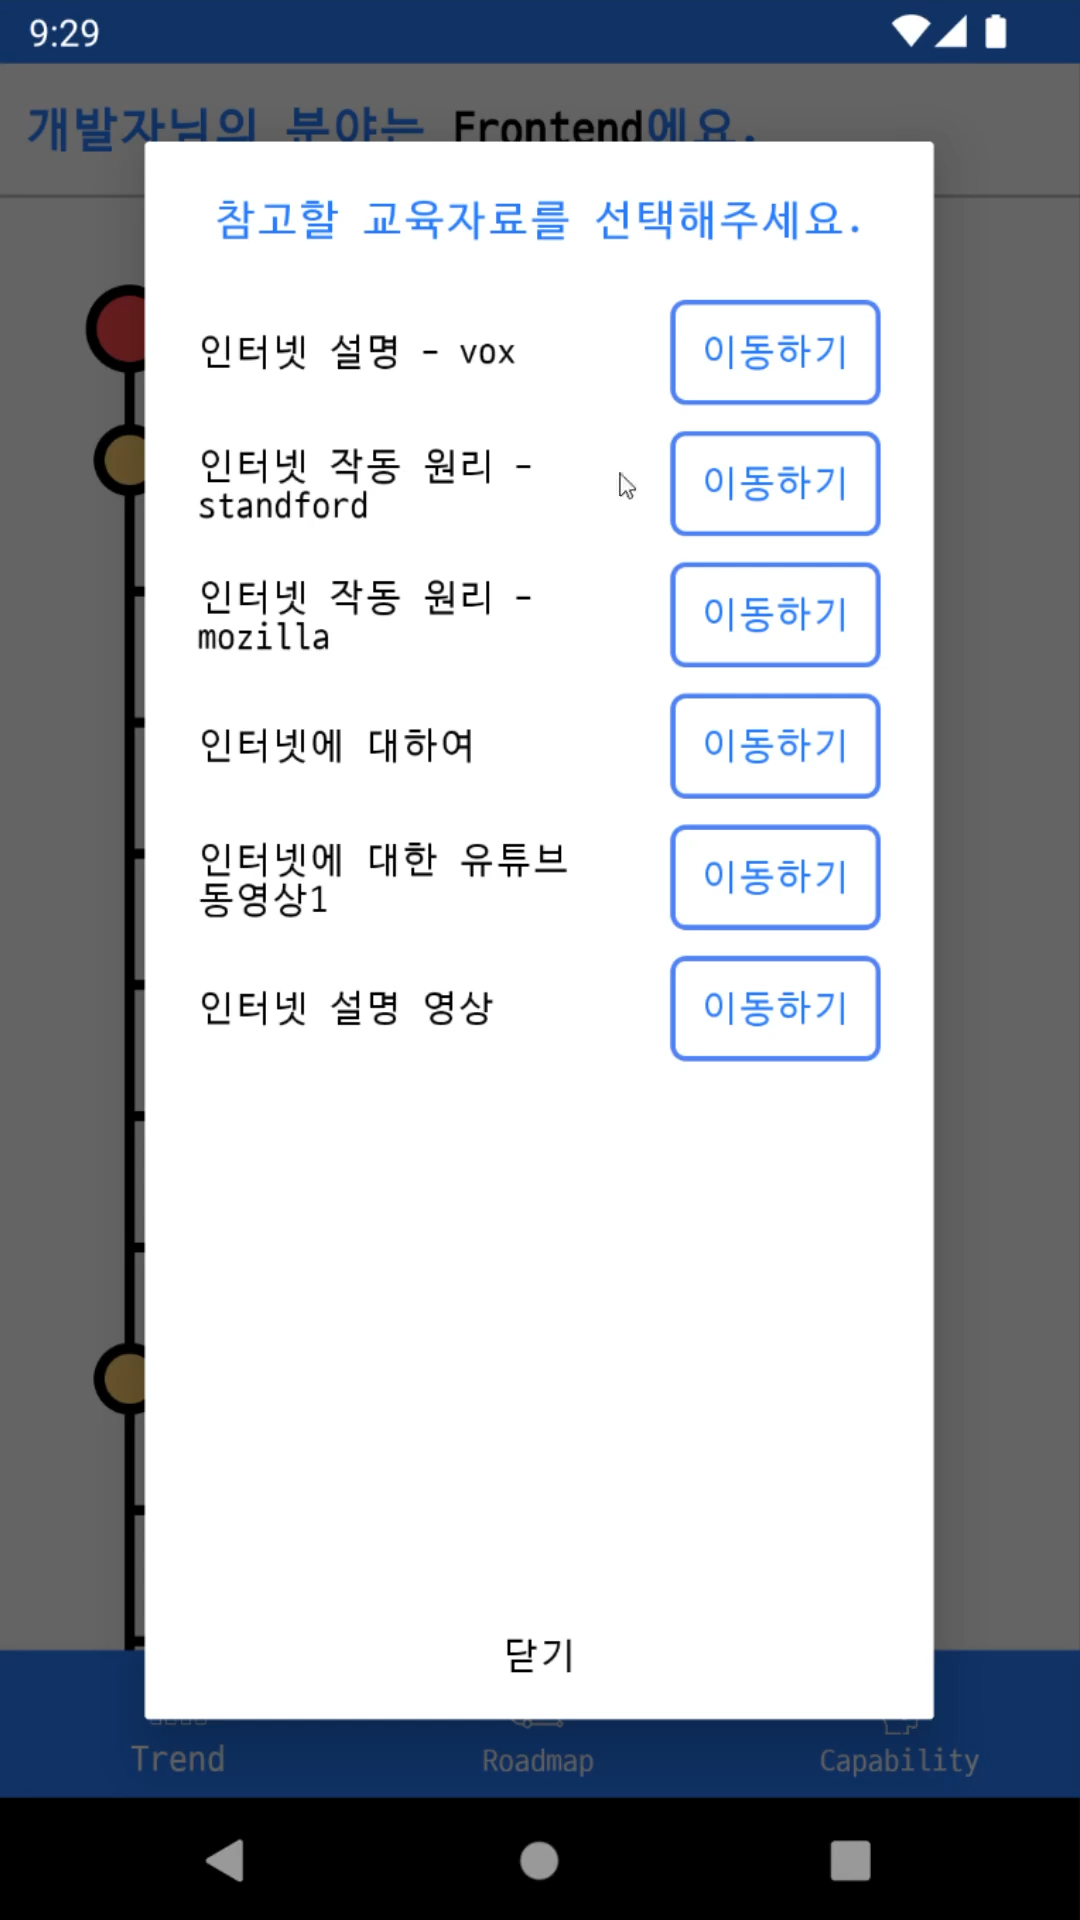 9:29
개발자님의 분야는 Frontend에요.
참고할 교육자료를 선택해주세요.
인터넷 설명 - vox
이동하기
인터넷 작동 원리 -
standford
이동하기
인터넷 작동 원리 -
mozilla
이동하기
인터넷에 대하여
이동하기
인터넷에 대한 유튜브
동영상1
이동하기
인터넷 설명 영상
이동하기
닫기
Trend
Roadmap
Capability